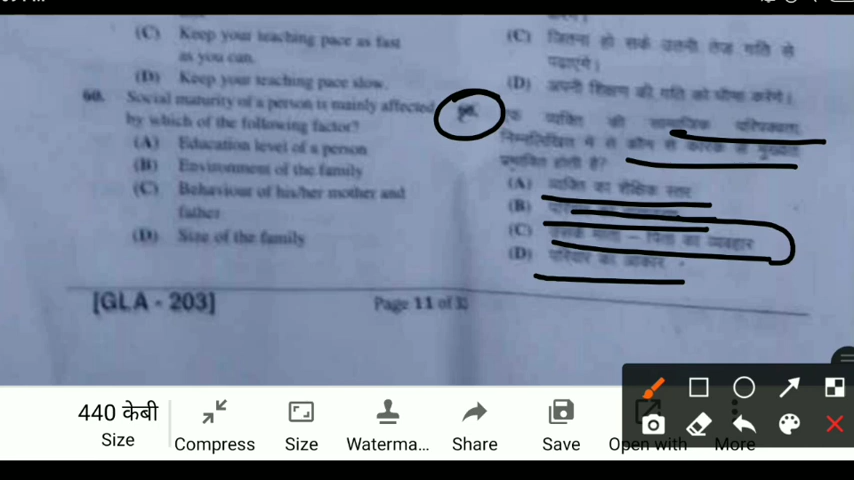 (C) Keep your teaching pace as fast
as you can.
(D) Keep your teaching pace slow.
60. Social maturity of a person is mainly affected
by which of the following factor?
(A) Education level of a person
(B) Environment of the family
(C) Behaviour of his/her mother and
father
(D) Size of the family
(C) जितना हो सके उतनी तेज गति से
पढ़ाएंगे।
(D) अपनी शिक्षण की गति को धीमा करेंगे।
एक व्यक्ति की सामाजिक परिपक्वता
निम्नलिखित में से कौन से कारक से मुख्यतः
प्रभावित होती है?
(A) व्यक्ति का शैक्षिक स्तर
(B)
(C) उसके माता - पिता का व्यवहार
(D) परिवार का आकार
[GLA - 203]
Page 11 of 32
440 केबी
Size
Compress
Size
Waterma...
Share
Save
Open with
More